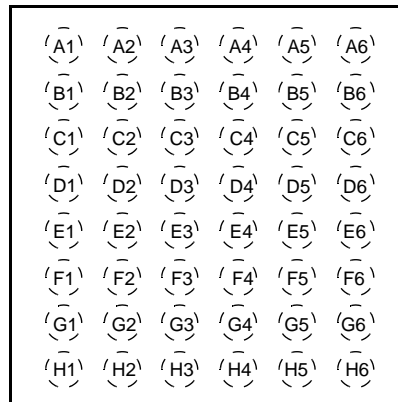 A1 A2 A3 A4 A5 A6
B1 B2 B3 B4 B5 B6
C1 C2 C3 C4 C5 C6
D1 D2 D3 D4 D5 D6
E1 E2 E3 E4 E5 E6
F1 F2 F3 F4 F5 F6
G1 G2 G3 G4 G5 G6
H1 H2 H3 H4 H5 H6